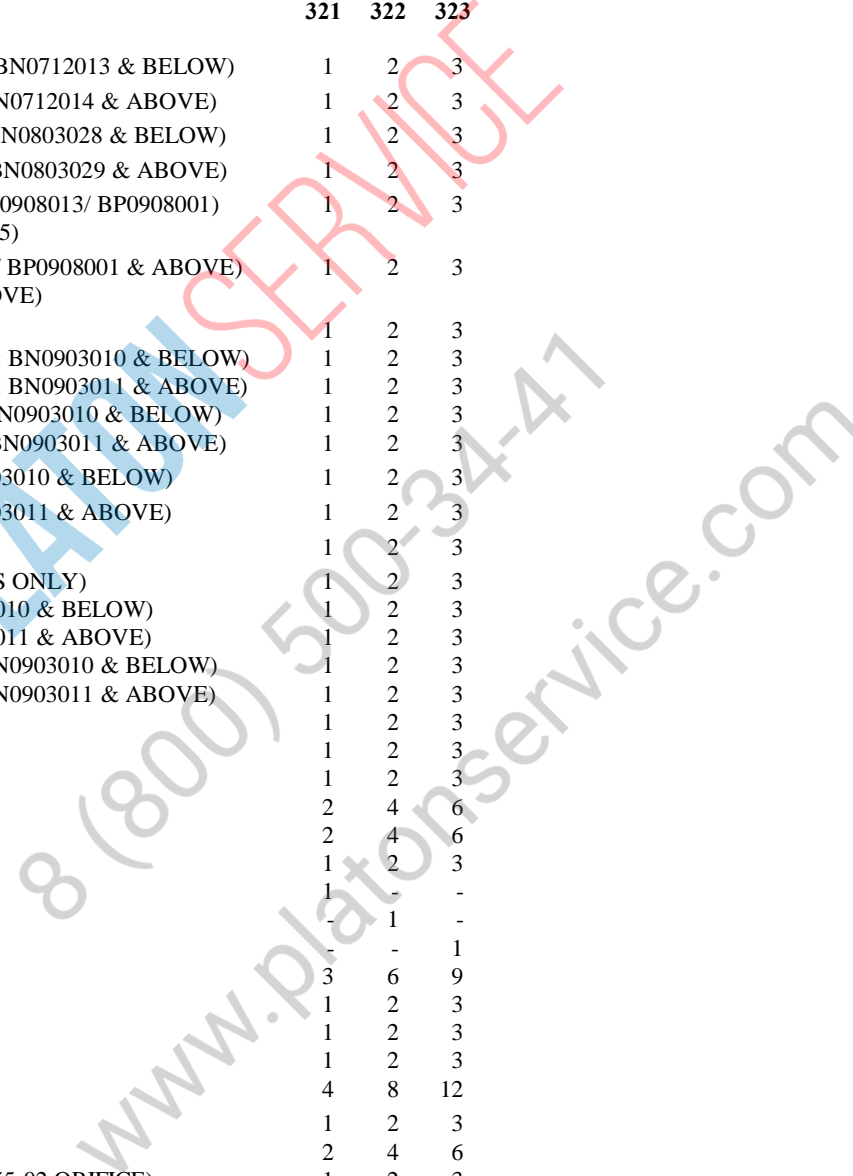 321 322 323
BN0712013 & BELOW) 1 2 3
N0712014 & ABOVE) 1 2 3
N0803028 & BELOW) 1 2 3
BN0803029 & ABOVE) 1 2 3
0908013/ BP0908001) 1 2 3
5)
/ BP0908001 & ABOVE) 1 2 3
OVE)
1 2 3
: BN0903010 & BELOW) 1 2 3
: BN0903011 & ABOVE) 1 2 3
N0903010 & BELOW) 1 2 3
BN0903011 & ABOVE) 1 2 3
03010 & BELOW) 1 2 3
03011 & ABOVE) 1 2 3
1 2 3
S ONLY) 1 2 3
010 & BELOW) 1 2 3
011 & ABOVE) 1 2 3
N0903010 & BELOW) 1 2 3
N0903011 & ABOVE) 1 2 3
1 2 3
1 2 3
1 2 3
2 4 6
2 4 6
1 2 3
1 - -
- 1 -
- - 1
3 6 9
1 2 3
1 2 3
1 2 3
4 8 12
1 2 3
2 4 6
ORIFICE) 1 2 3
LATONSERVICE
8 (800) 500-34-41
www.platonservice.com